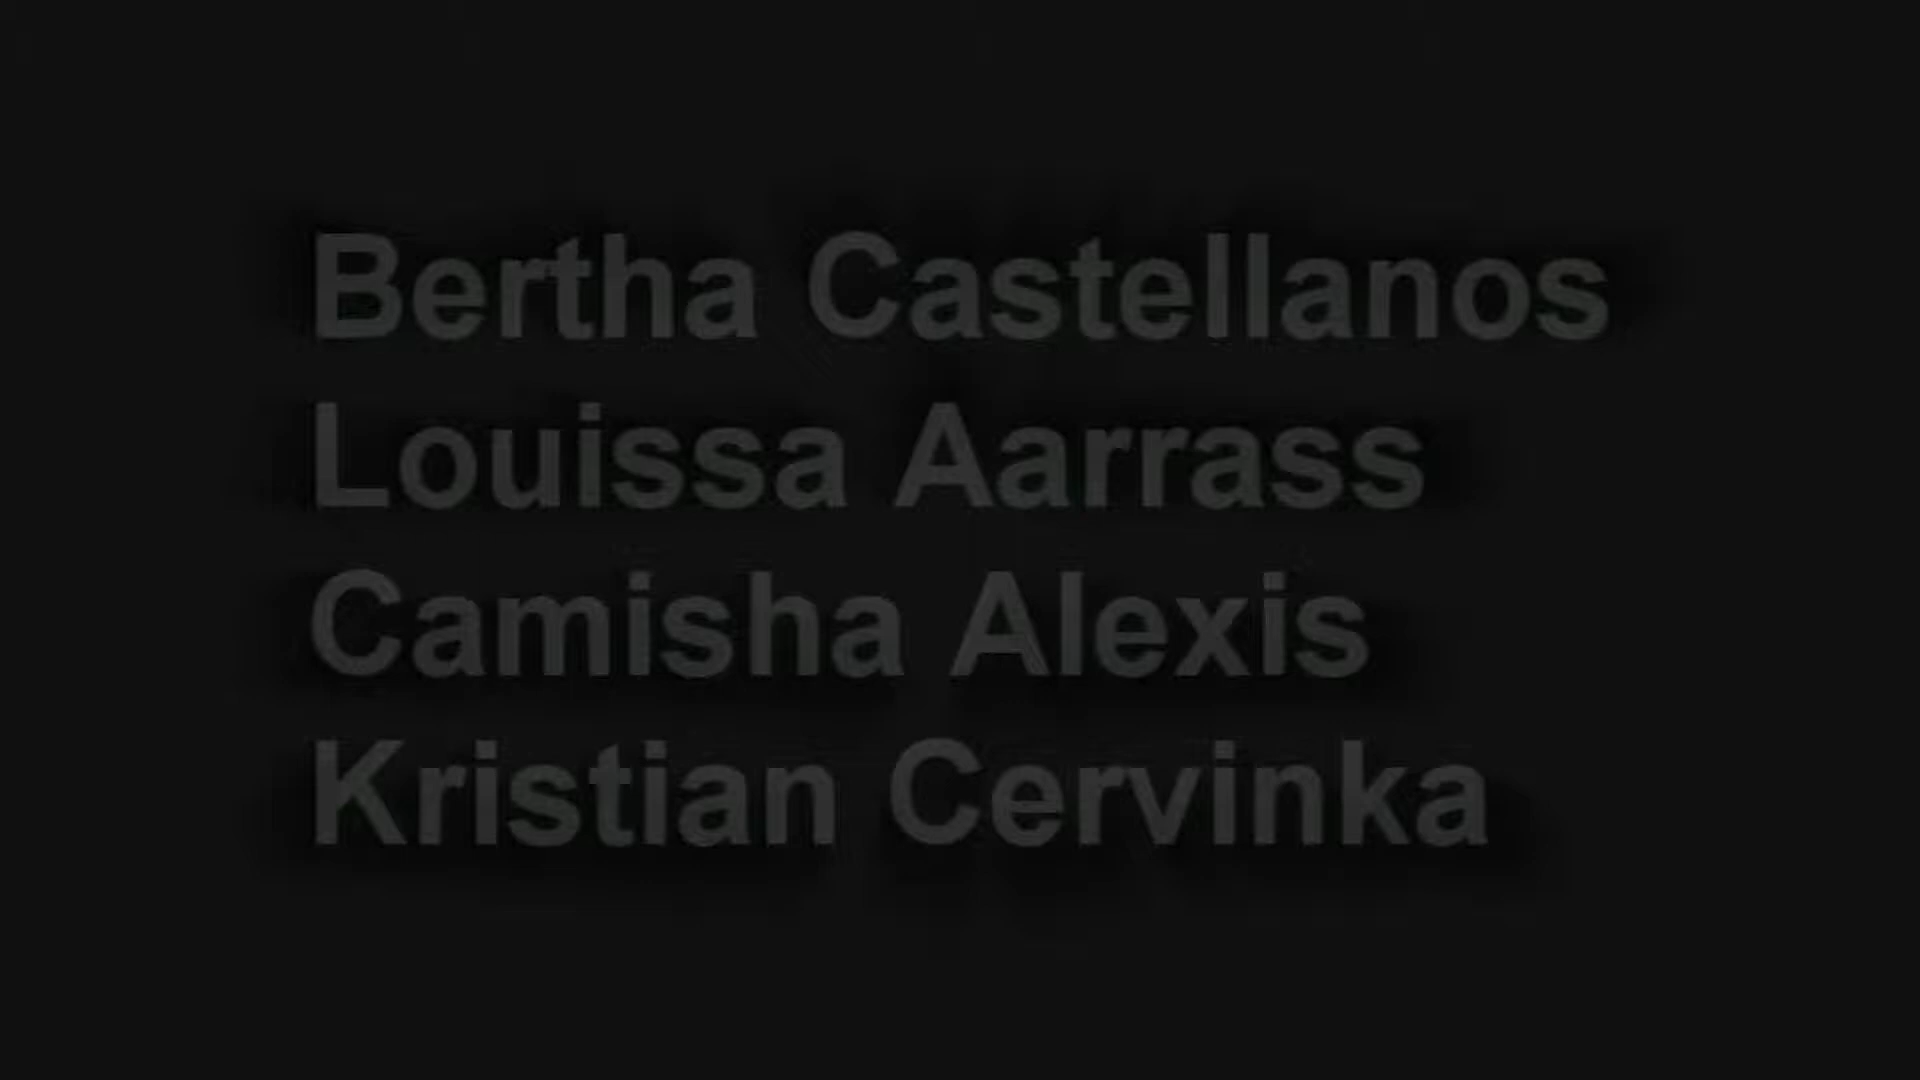 Bertha Castellanos
Louissa Aarrass
Camisha Alexis
Kristian Cervinka